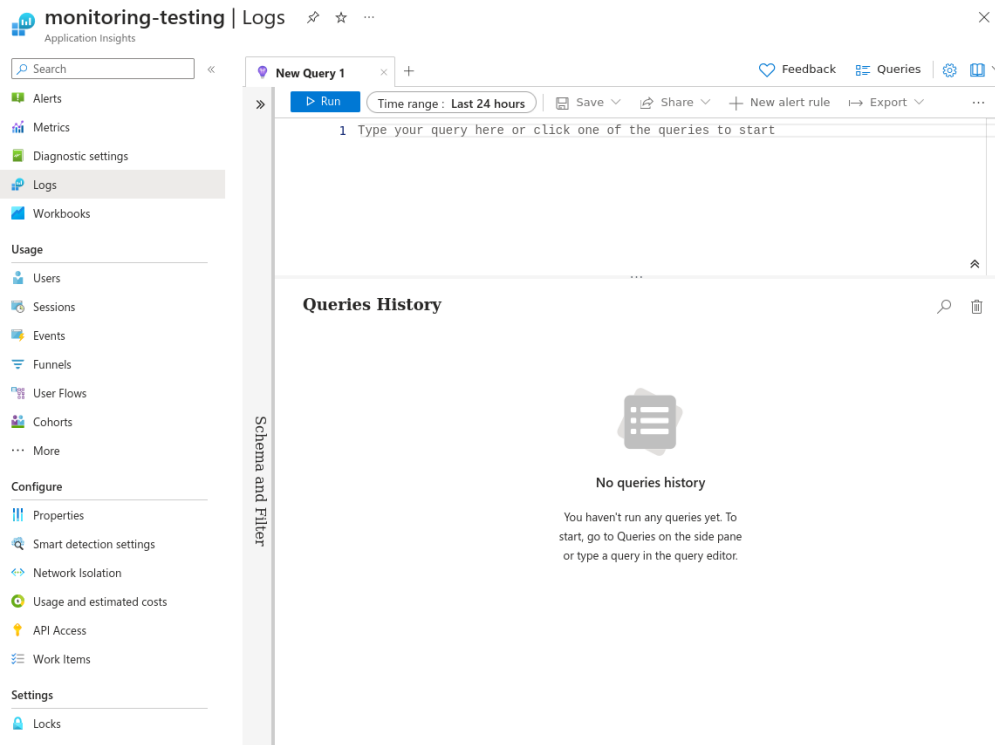 monitoring-testing | Logs
Application Insights
Search
Alerts
Metrics
Diagnostic settings
Logs
Workbooks
Usage
Users
Sessions
Events
Funnels
User Flows
Cohorts
More
Configure
Properties
Smart detection settings
Network Isolation
Usage and estimated costs
API Access
Work Items
Settings
Locks
New Query 1
Feedback
Queries
Run
Time range : Last 24 hours
Save
Share
New alert rule
Export
1 Type your query here or click one of the queries to start
Schema and Filter
Queries History
No queries history
You haven't run any queries yet. To
start, go to Queries on the side pane
or type a query in the query editor.